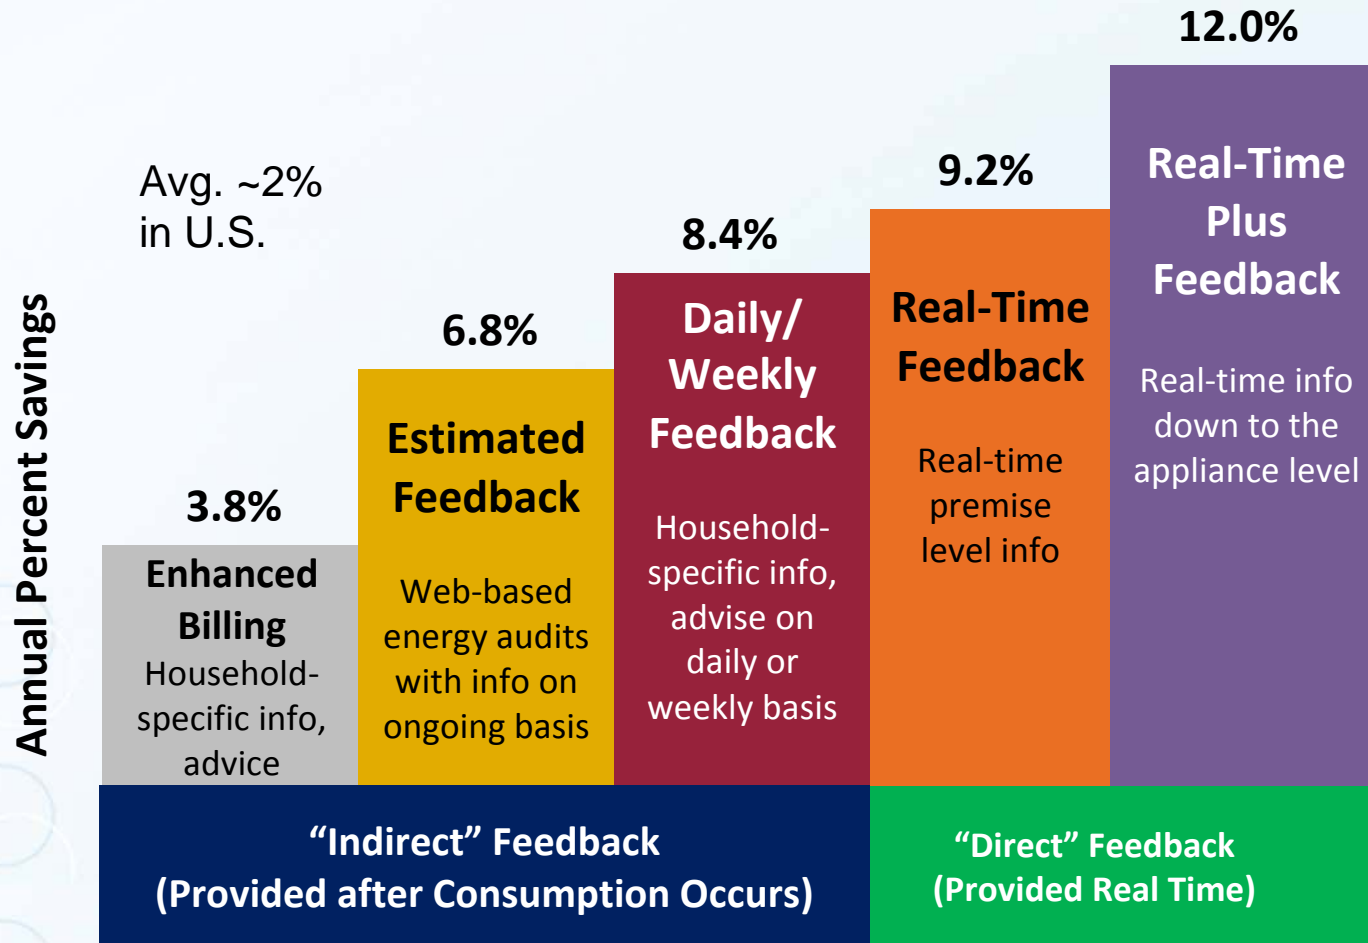 Annual Percent Savings
Avg. ~2%
in U.S.
3.8%
Enhanced
Billing
Household-
specific info,
advice
6.8%
Estimated
Feedback
Web-based
energy audits
with info on
ongoing basis
8.4%
Daily/
Weekly
Feedback
Household-
specific info,
advise on
daily or
weekly basis
9.2%
Real-Time
Feedback
Real-time
premise
level info
12.0%
Real-Time
Plus
Feedback
Real-time info
down to the
appliance level
“Indirect” Feedback
(Provided after Consumption Occurs)
“Direct” Feedback
(Provided Real Time)